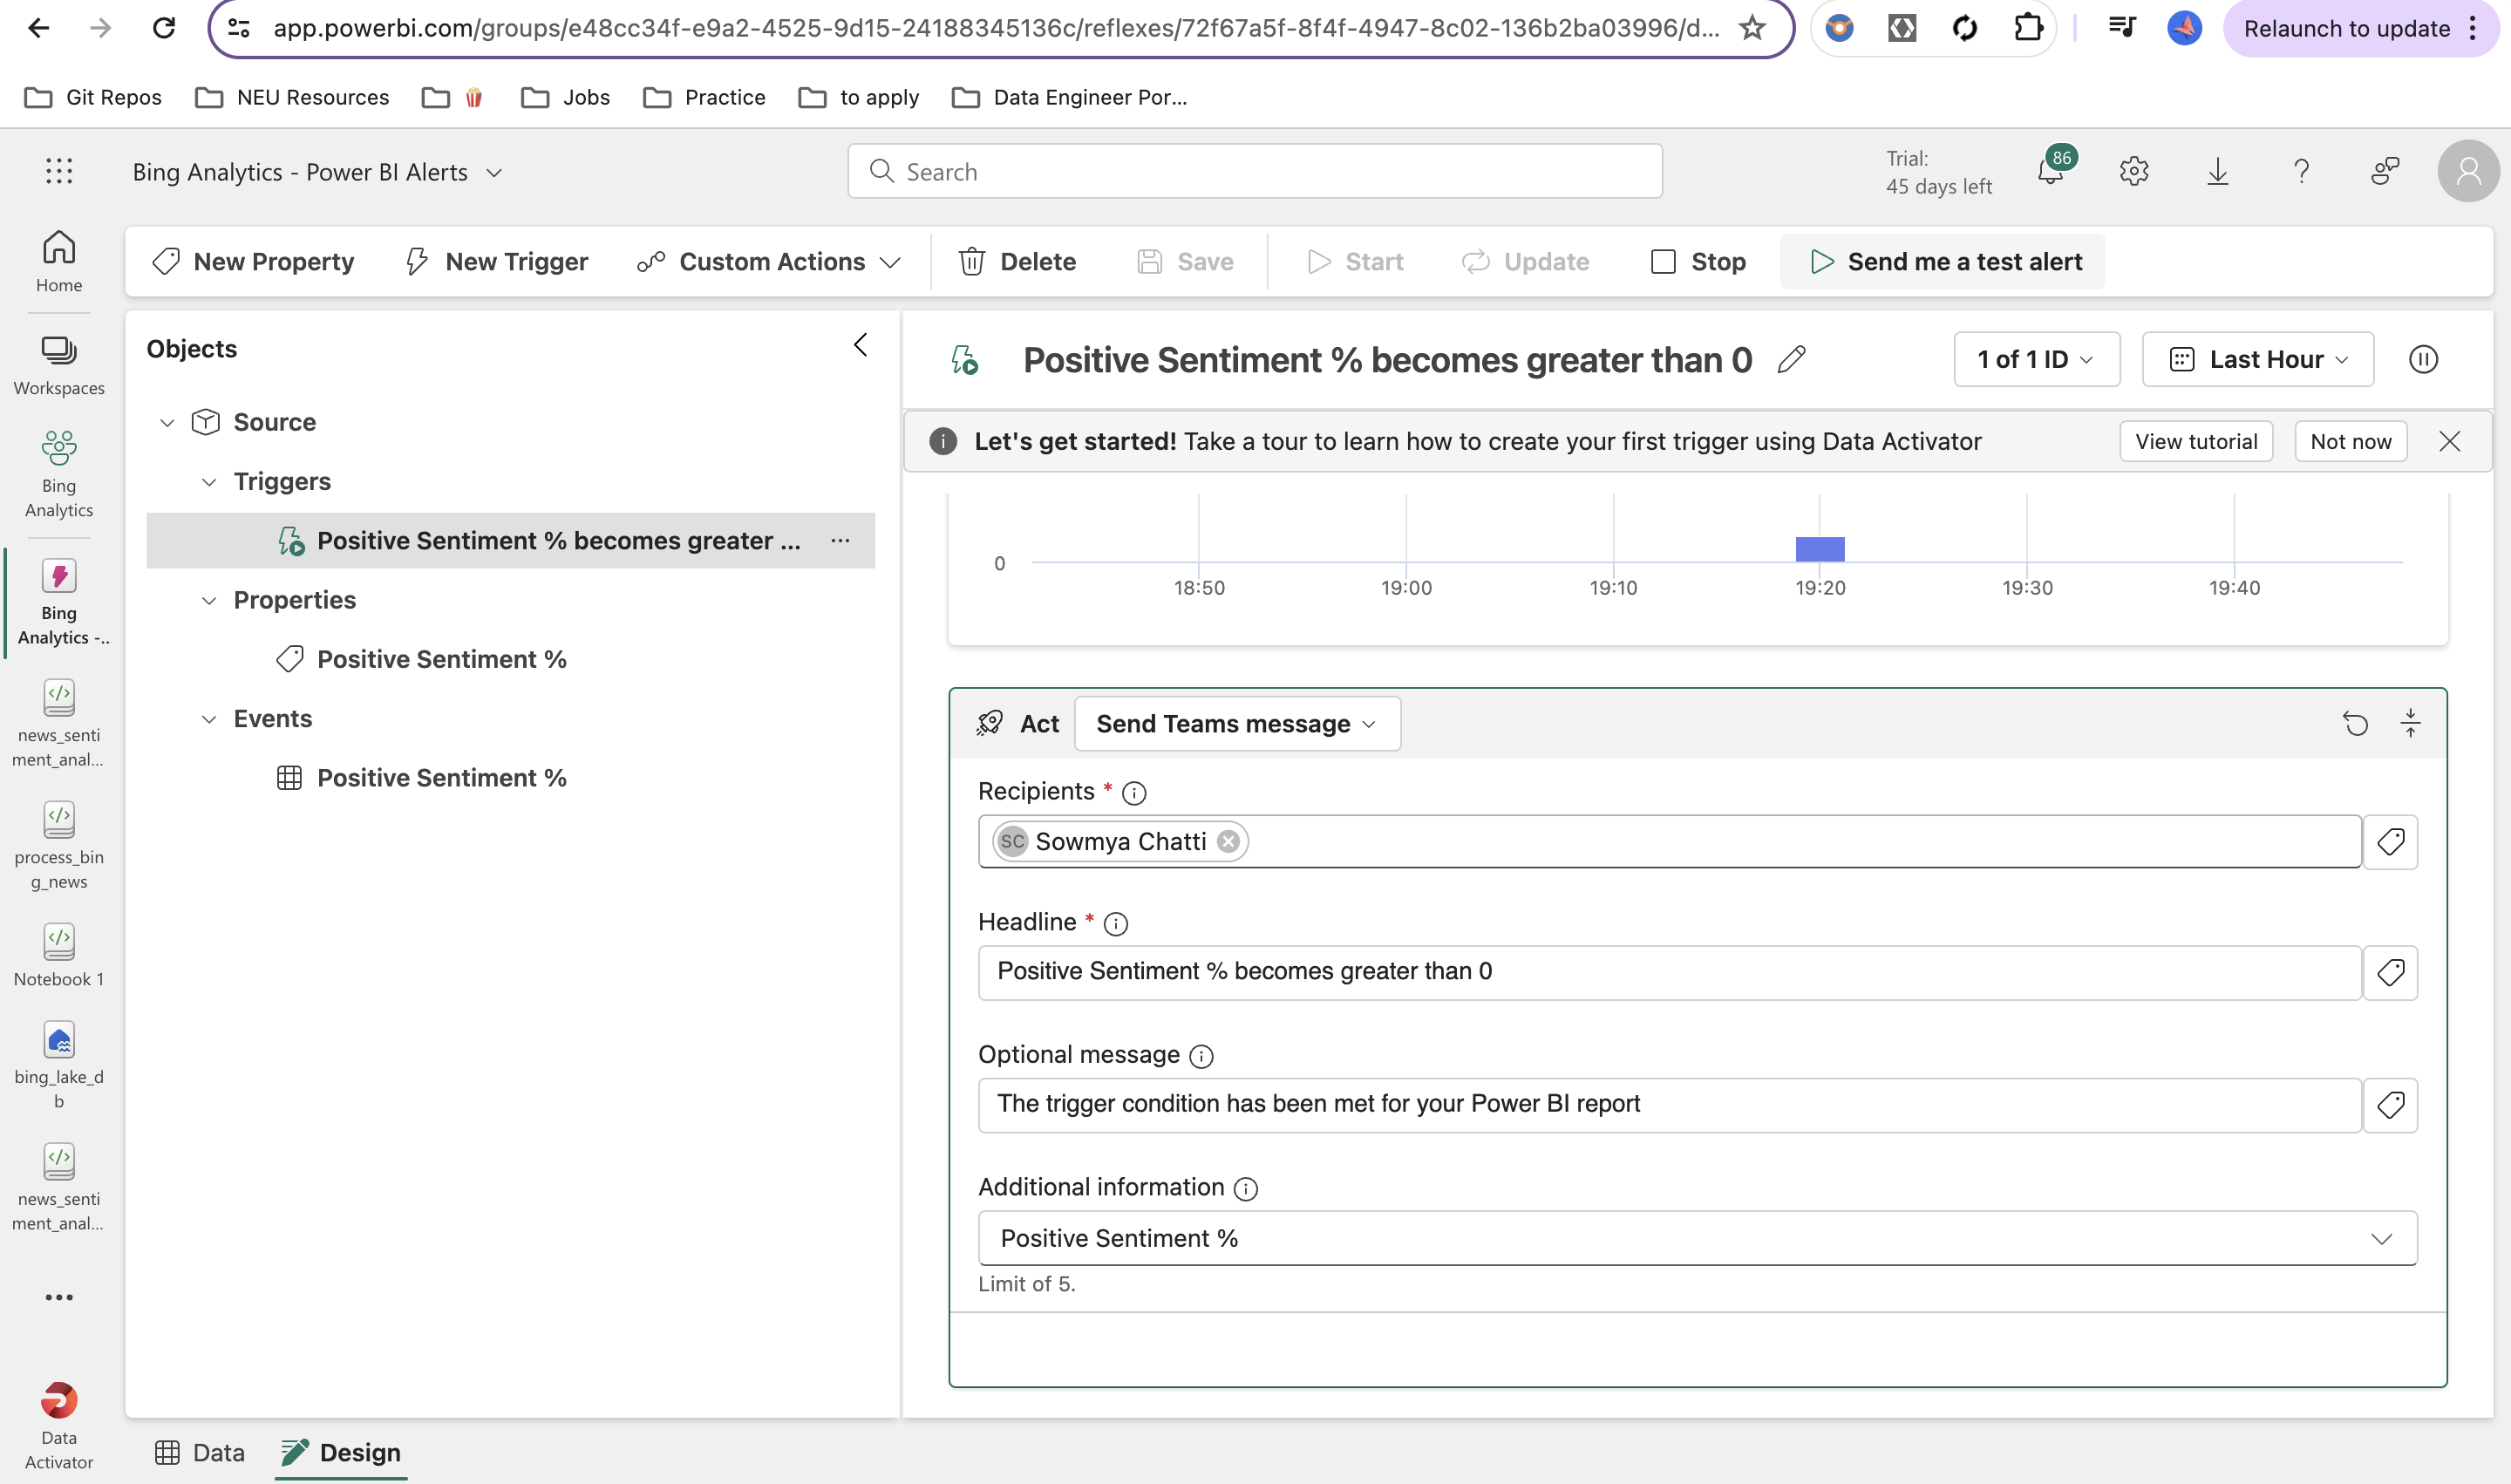 app.powerbi.com/groups/e48cc34f-e9a2-4525-9d15-24188345136c/reflexes/72f67a5f-8f4f-4947-8c02-136b2ba03996/d...
Relaunch to update
Git Repos
NEU Resources
Jobs
Practice
to apply
Data Engineer Por...
Bing Analytics - Power BI Alerts
Search
Trial:
45 days left
86
Home
Workspaces
Bing
Analytics
Bing
Analytics -..
news_senti
ment_anal...
process_bin
g_news
Notebook 1
bing_lake_d
b
news_senti
ment_anal...
Data
Activator
New Property
New Trigger
Custom Actions
Delete
Save
Start
Update
Stop
Send me a test alert
Objects
Source
Triggers
Positive Sentiment % becomes greater ...
Properties
Positive Sentiment %
Events
Positive Sentiment %
Positive Sentiment % becomes greater than 0
1 of 1 ID
Last Hour
Let's get started! Take a tour to learn how to create your first trigger using Data Activator
View tutorial
Not now
0
18:50
19:00
19:10
19:20
19:30
19:40
Act
Send Teams message
Recipients *
SC
Sowmya Chatti
Headline *
Positive Sentiment % becomes greater than 0
Optional message
The trigger condition has been met for your Power BI report
Additional information
Positive Sentiment %
Limit of 5.
Data
Design